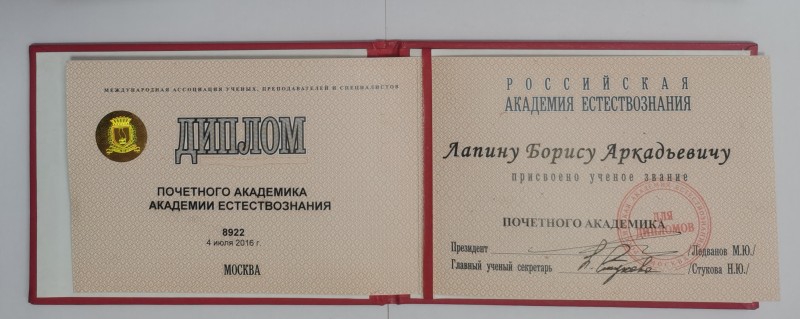 МЕЖДУНАРОДНАЯ АССОЦИАЦИЯ УЧЕНЫХ, ПРЕПОДАВАТЕЛЕЙ И СПЕЦИАЛИСТОВ
ДИПЛОМ
ПОЧЕТНОГО АКАДЕМИКА
АКАДЕМИИ ЕСТЕСТВОЗНАНИЯ
8922
4 июля 2016 г.
МОСКВА
РОССИЙСКАЯ
АКАДЕМИЯ ЕСТЕСТВОЗНАНИЯ
Лапину Борису Аркадьевичу
присвоено ученое звание
ПОЧЕТНОГО АКАДЕМИКА
ДЛЯ
ДИПЛОМОВ
Президент /Ледванов М.Ю./
Главный ученый секретарь /Стукова Н.Ю./